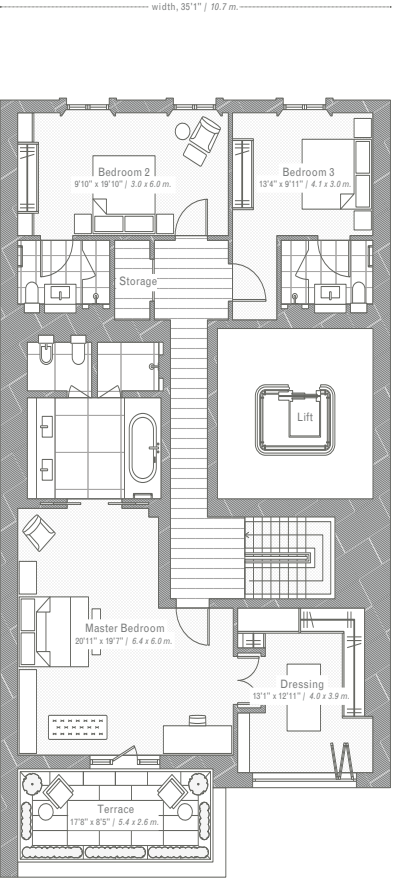 width, 35'1" / 10.7 m.
Bedroom 2
9'10" x 19'10" / 3.0 x 6.0 m.
Bedroom 3
13'4" x 9'11" / 4.1 x 3.0 m.
Storage
Lift
Master Bedroom
20'11" x 19'7" / 6.4 x 6.0 m.
Dressing
13'1" x 12'11" / 4.0 x 3.9 m.
Terrace
17'8" x 8'5" / 5.4 x 2.6 m.